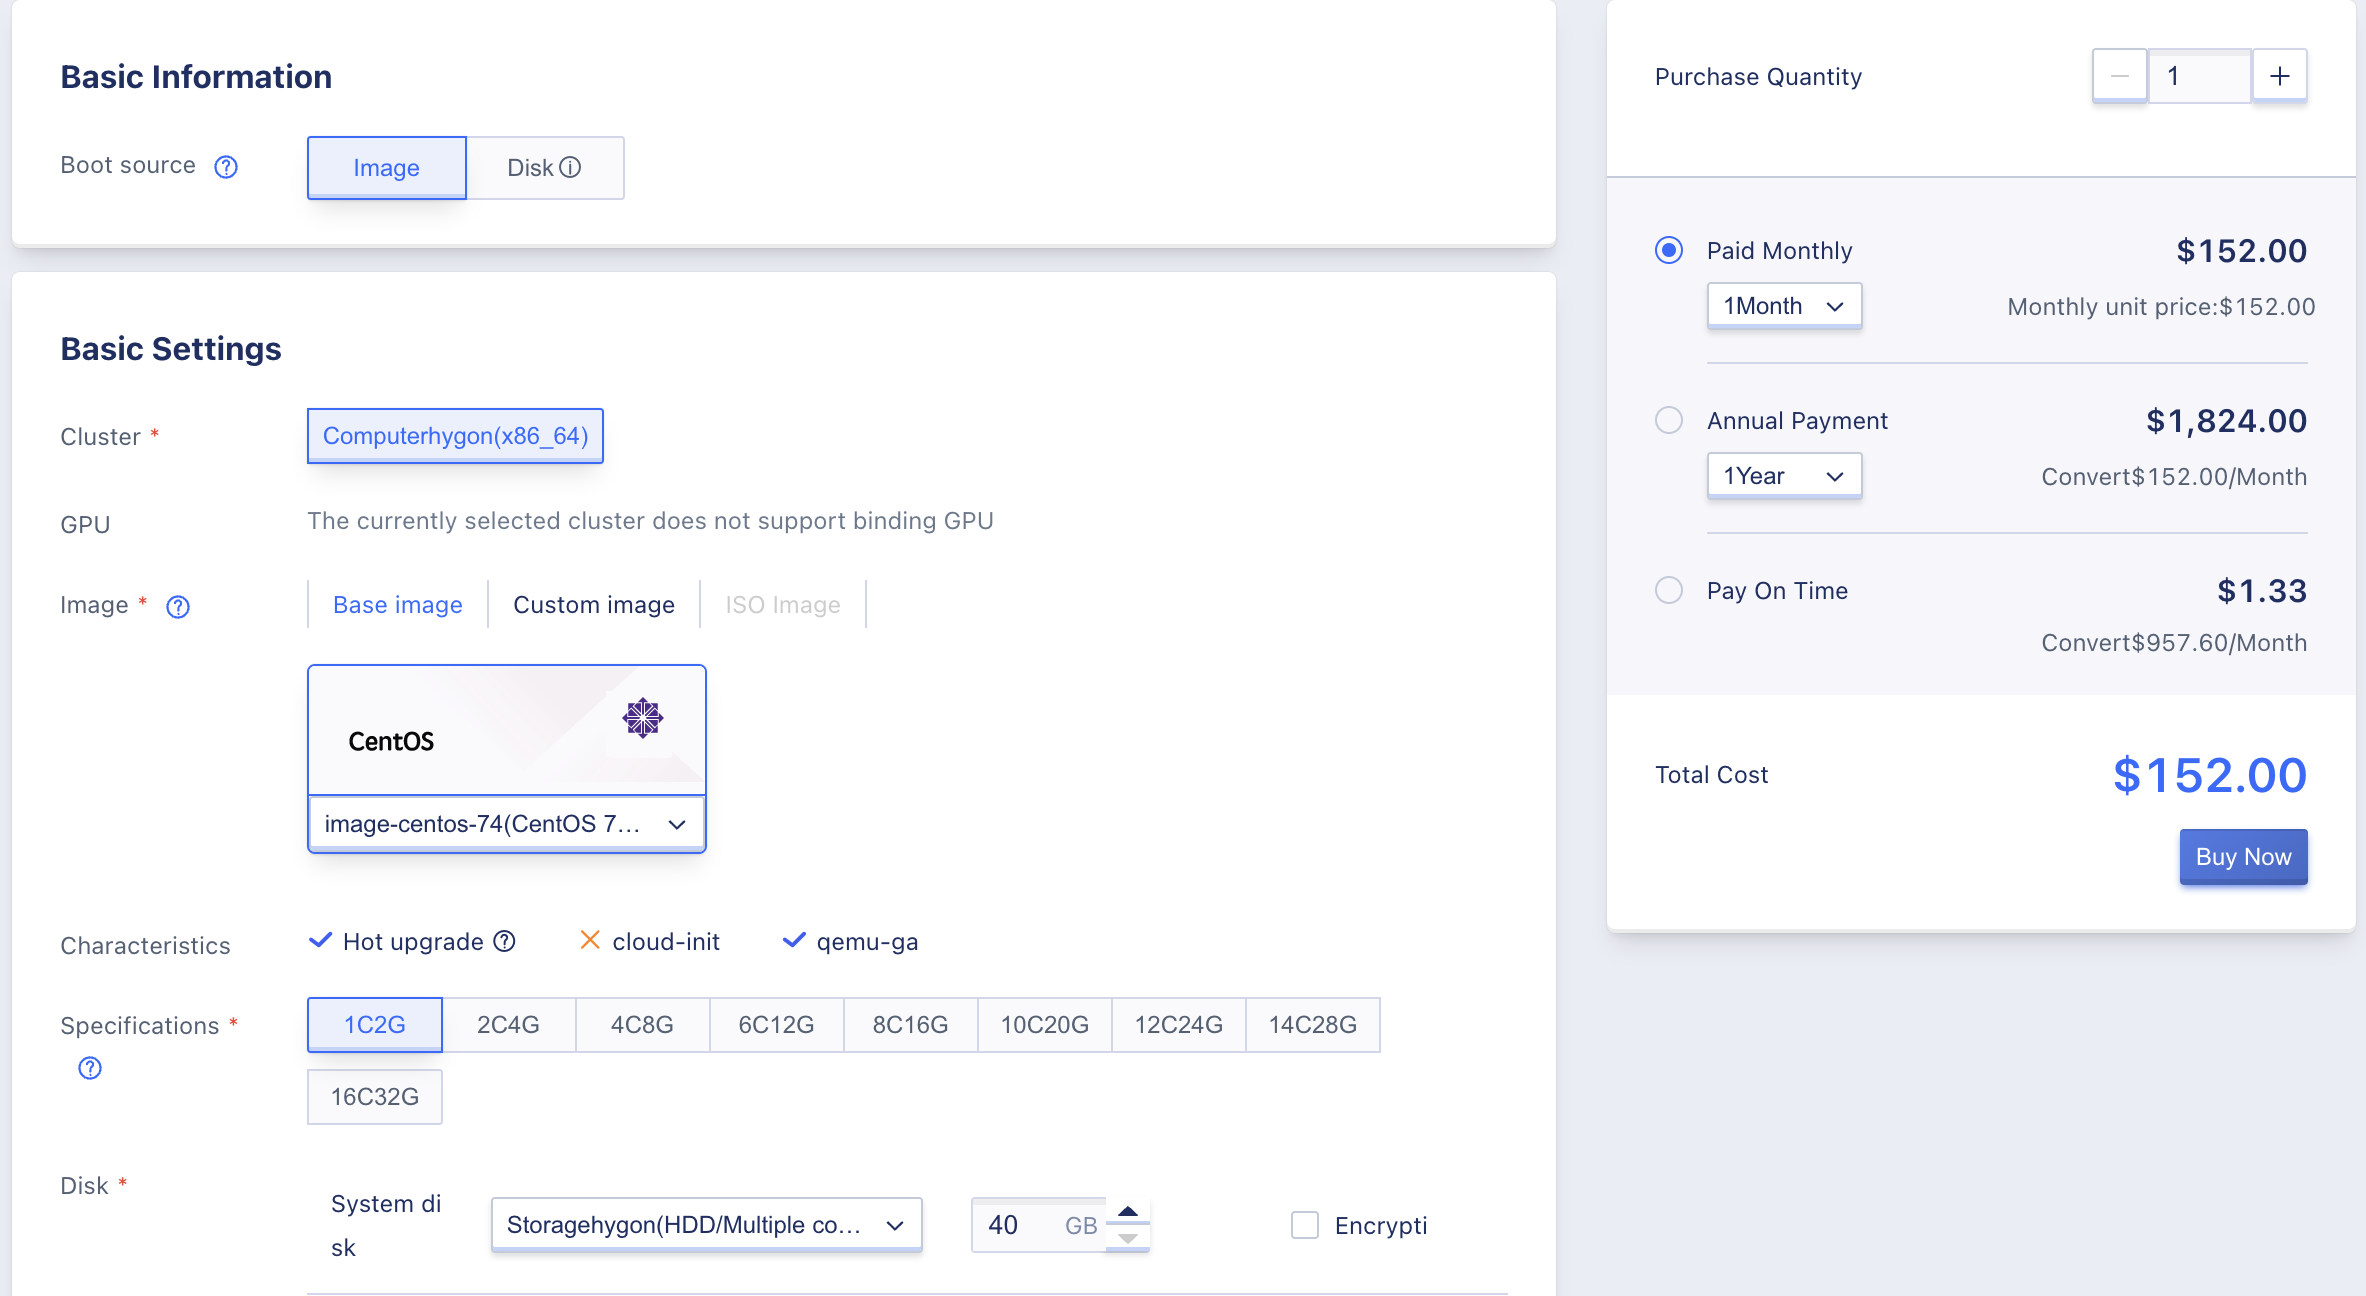 Basic Information
Boot source
Image
Disk
Basic Settings
Cluster *
Computerhygon(x86_64)
GPU
The currently selected cluster does not support binding GPU
Image *
Base image
Custom image
ISO Image
CentOS
image-centos-74(CentOS 7...
Characteristics
Hot upgrade
cloud-init
qemu-ga
Specifications *
1C2G
2C4G
4C8G
6C12G
8C16G
10C20G
12C24G
14C28G
16C32G
Disk *
System di
sk
Storagehygon(HDD/Multiple co...
40 GB
Encrypti
Purchase Quantity
1
Paid Monthly
$152.00
1Month
Monthly unit price:$152.00
Annual Payment
$1,824.00
1Year
Convert$152.00/Month
Pay On Time
$1.33
Convert$957.60/Month
Total Cost
$152.00
Buy Now